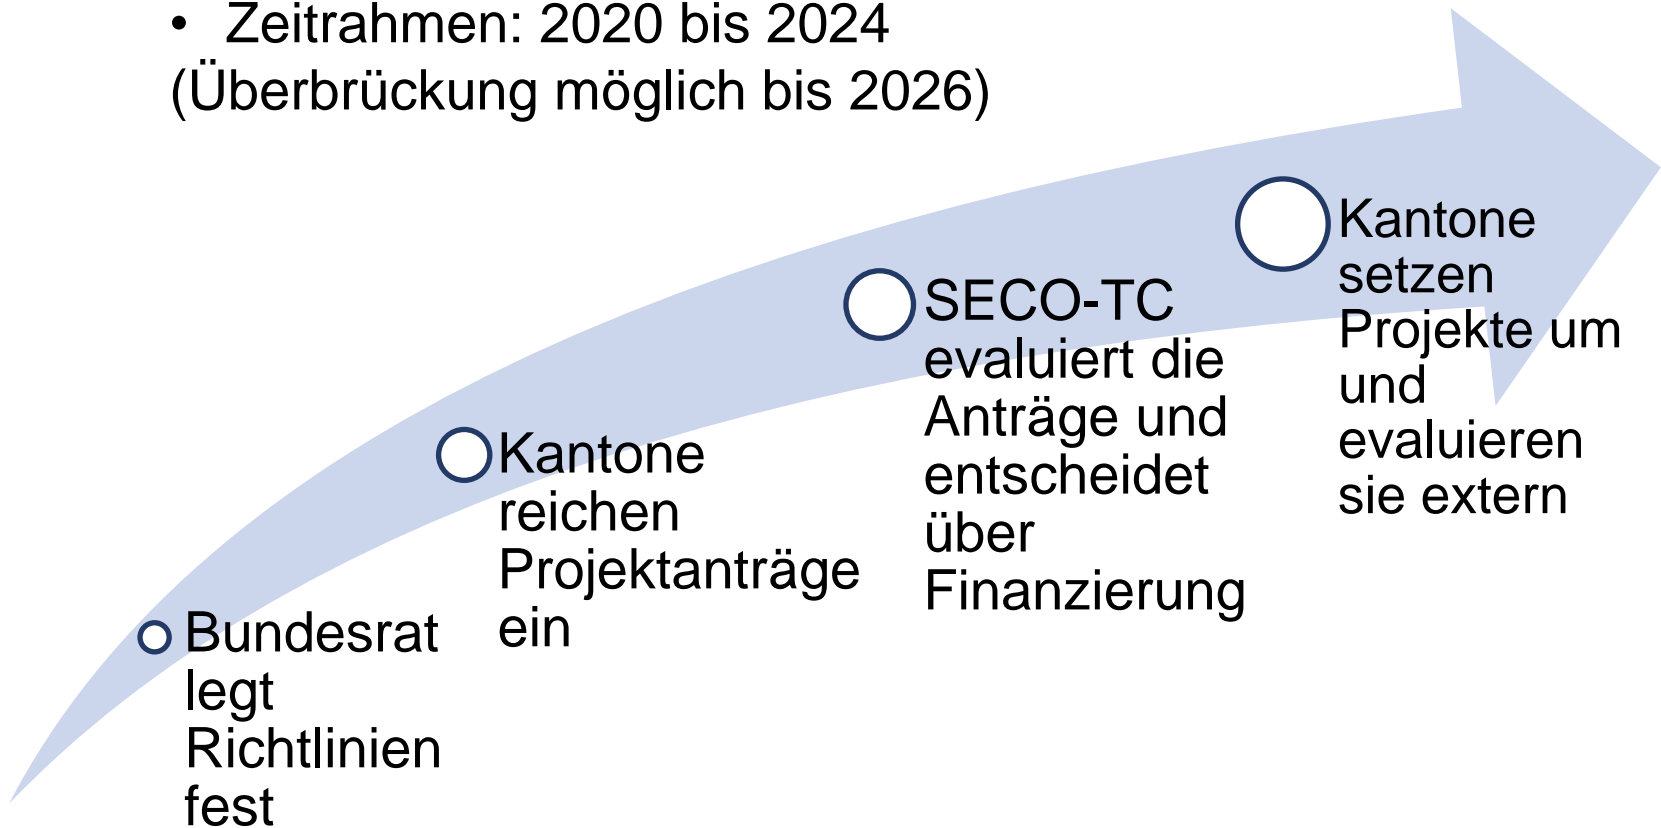 • Zeitrahmen: 2020 bis 2024
(Überbrückung möglich bis 2026)
Bundesrat
legt
Richtlinien
fest
Kantone
reichen
Projektanträge
ein
SECO-TC
evaluiert die
Anträge und
entscheidet
über
Finanzierung
Kantone
setzen
Projekte um
und
evaluieren
sie extern